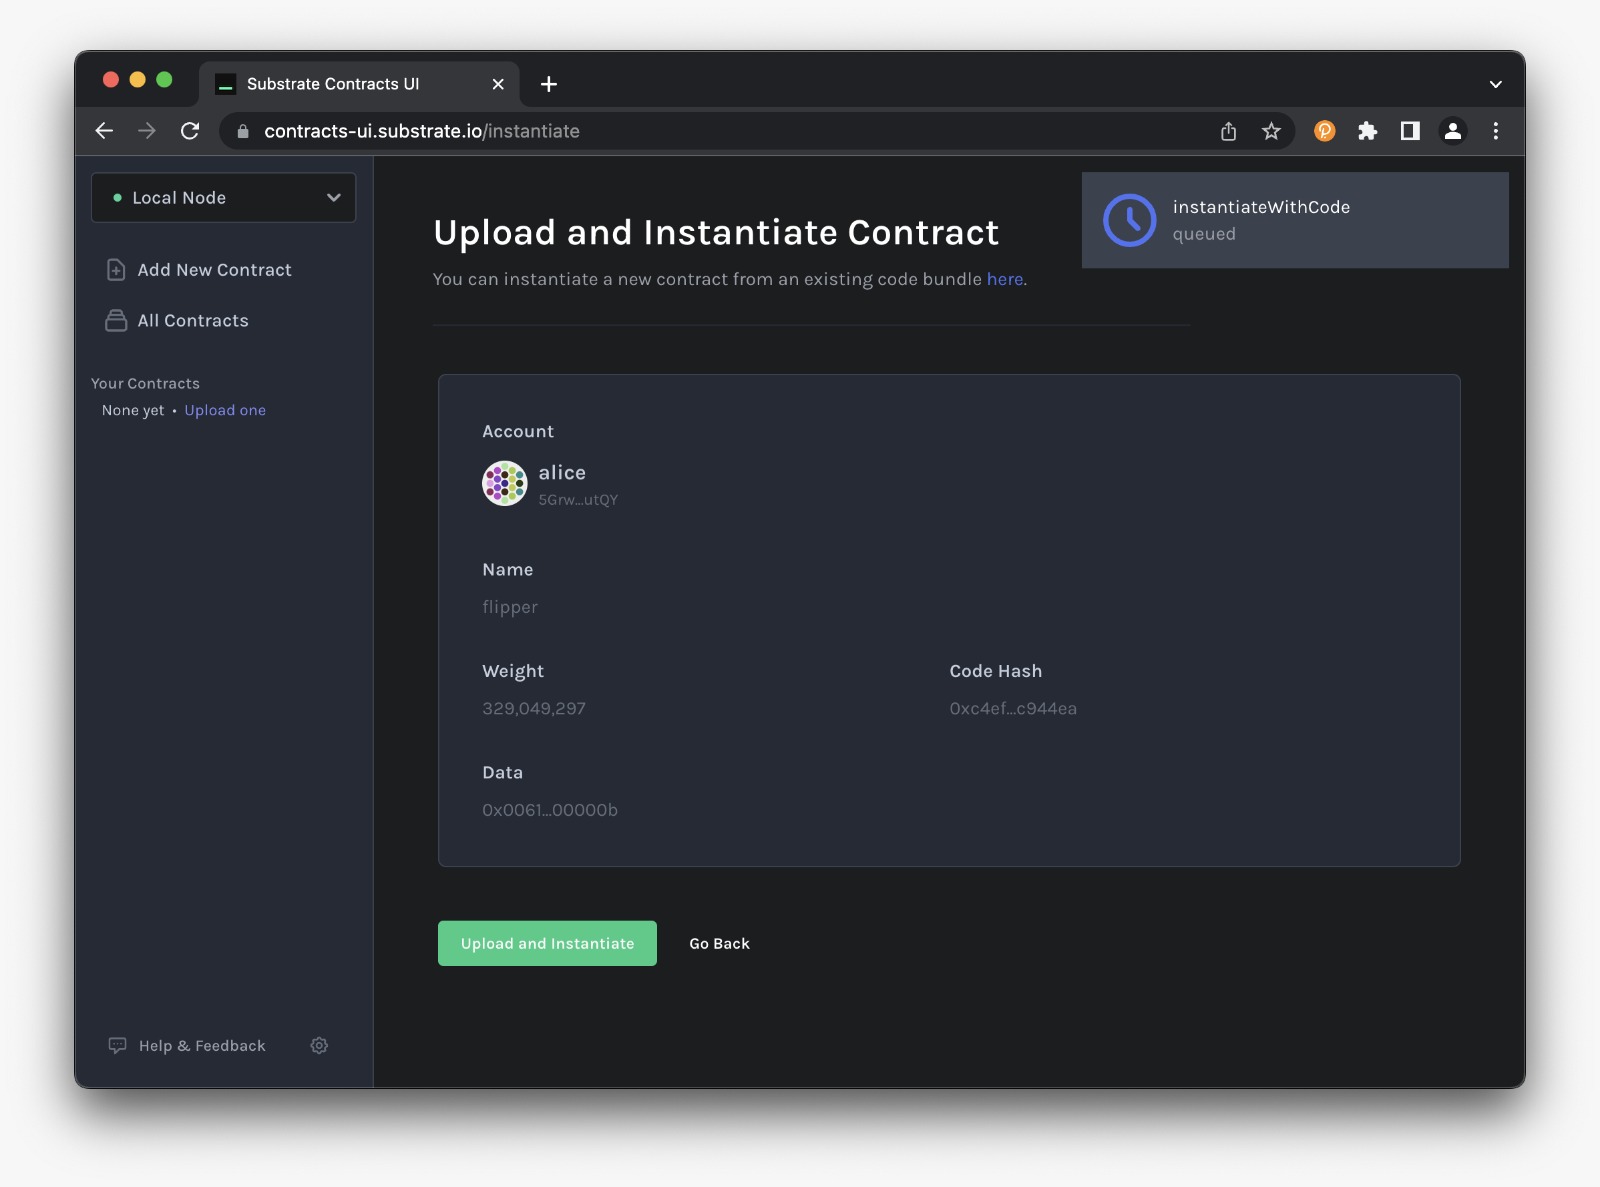 Substrate Contracts UI
contracts-ui.substrate.io/instantiate
Local Node
Add New Contract
All Contracts
Your Contracts
None yet • Upload one
Help & Feedback
Upload and Instantiate Contract
You can instantiate a new contract from an existing code bundle here.
instantiateWithCode
queued
Account
alice
5Grw...utQY
Name
flipper
Weight
329,049,297
Code Hash
0xc4ef...c944ea
Data
0x0061...00000b
Upload and Instantiate
Go Back